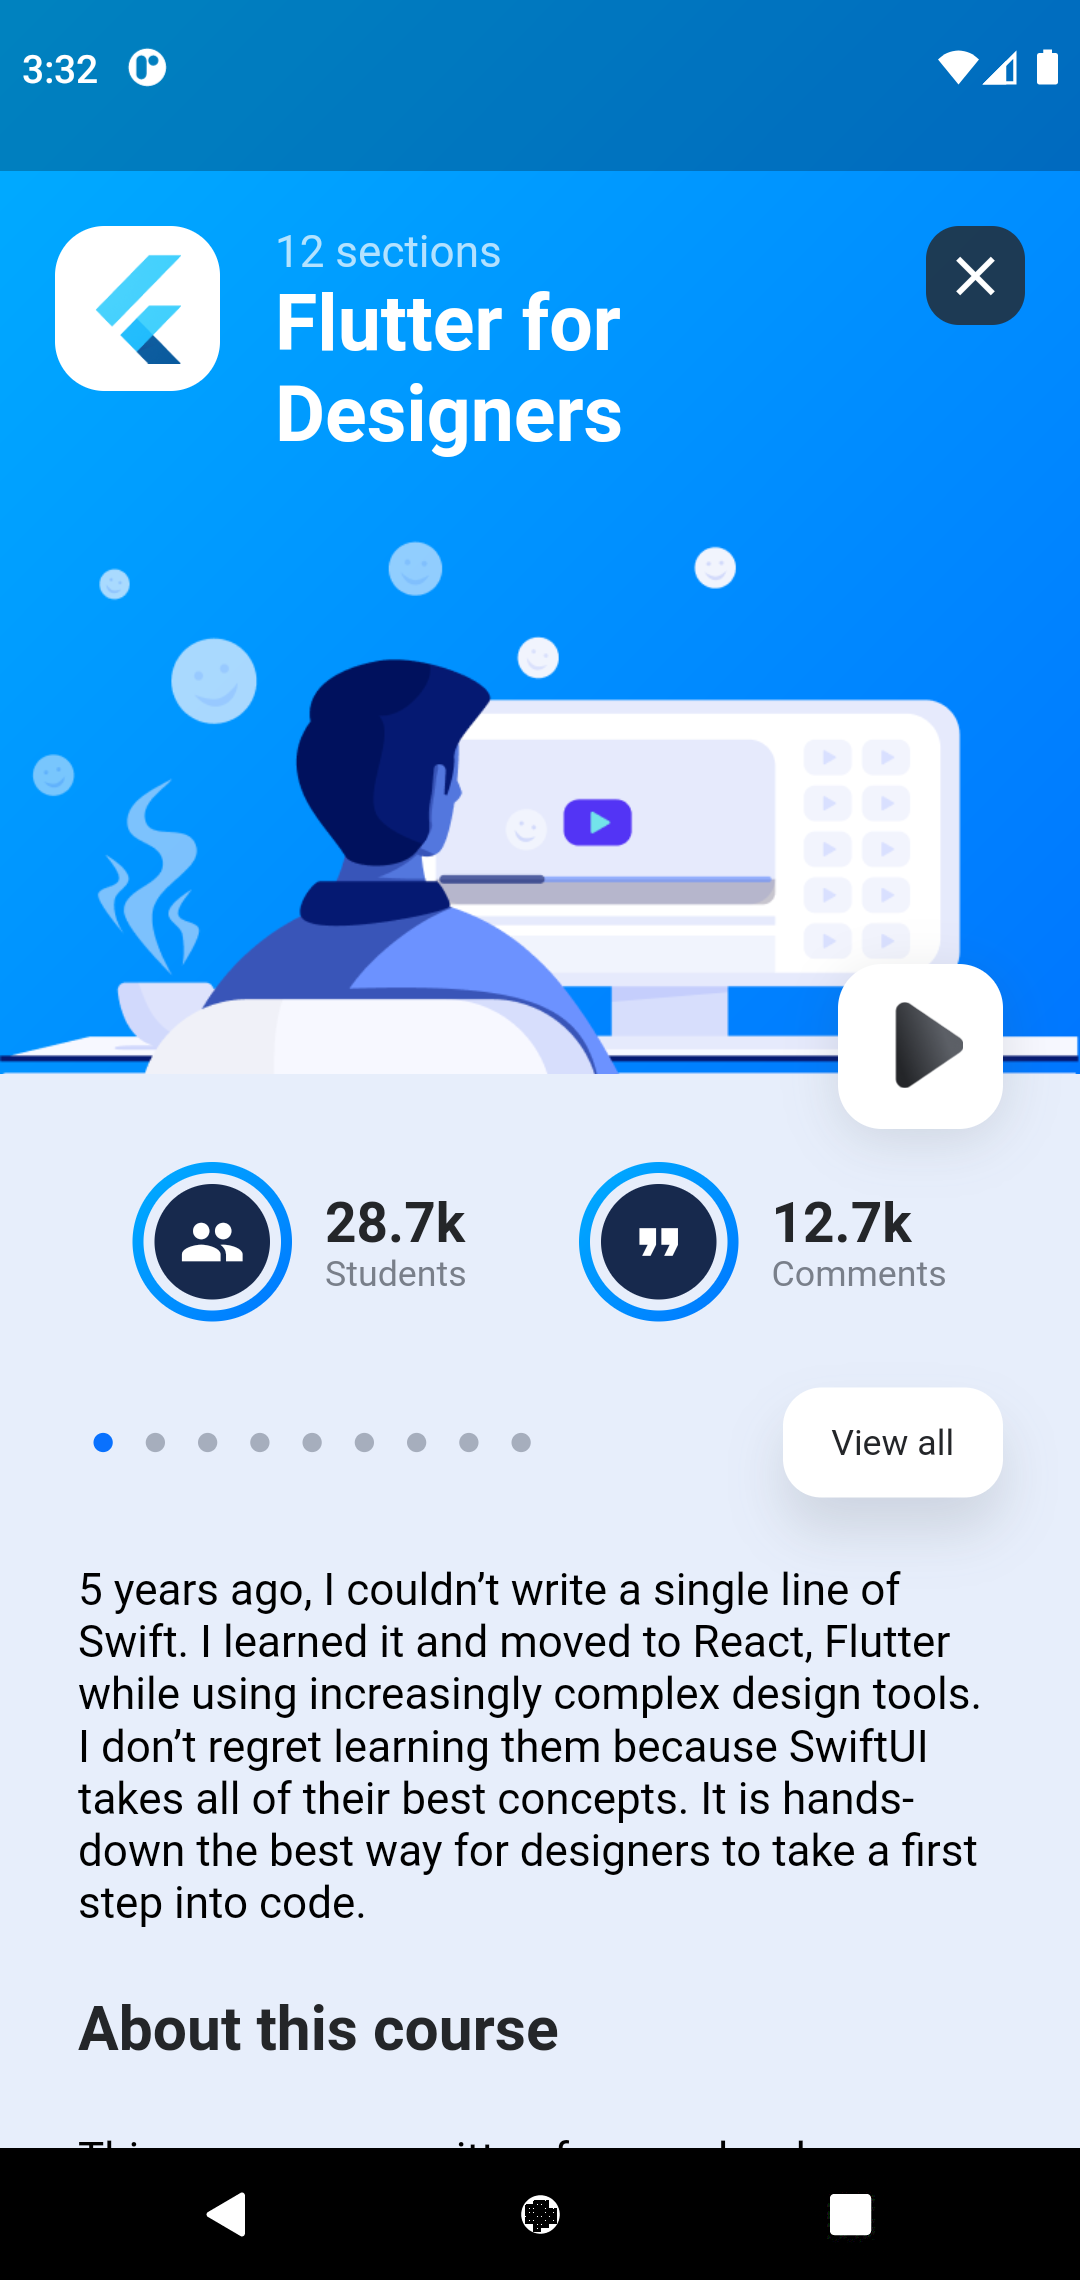 3:32
12 sections
Flutter for
Designers
28.7k
Students
12.7k
Comments
View all
5 years ago, I couldn’t write a single line of
Swift. I learned it and moved to React, Flutter
while using increasingly complex design tools.
I don’t regret learning them because SwiftUI
takes all of their best concepts. It is hands-
down the best way for designers to take a first
step into code.
About this course